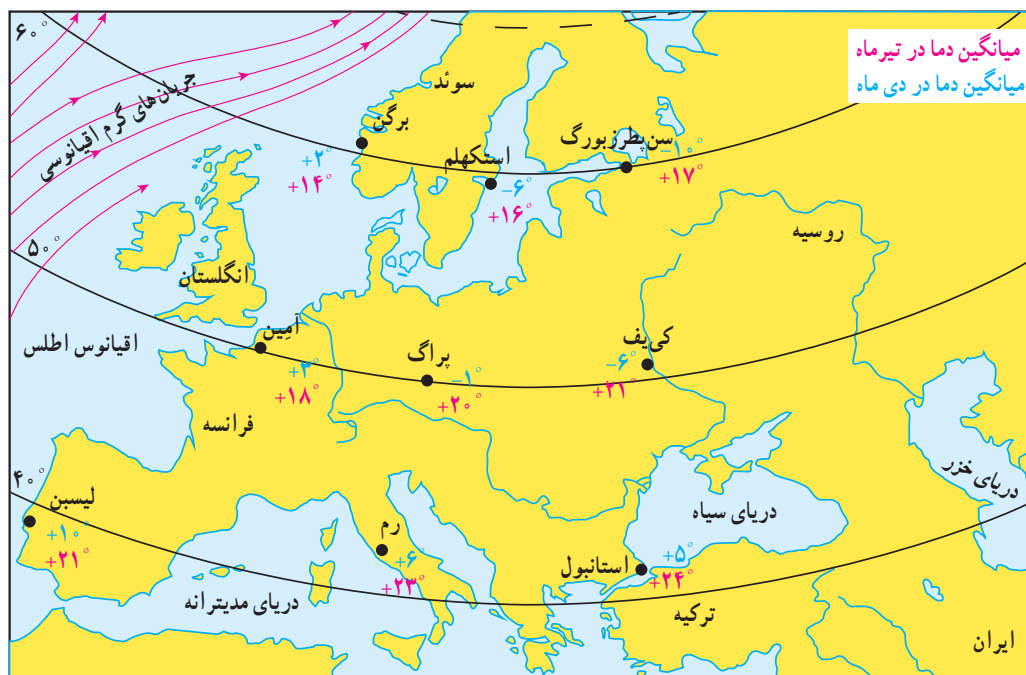 میانگین دما در تیرماه
میانگین دما در دی ماه
۶۰°
جریان‌های گرم اقیانوسی
سوئد
برگن
+۲°
+۱۴°
استکهلم
-۶°
+۱۶°
سن‌پطرزبورگ
-۱۰°
+۱۷°
روسیه
۵۰°
انگلستان
اقیانوس اطلس
آمِین
+۳°
+۱۸°
پراگ
-۱°
+۲۰°
کی‌یف
-۶°
+۲۱°
فرانسه
۴۰°
لیسبن
+۱۰°
+۲۱°
رم
+۶°
+۲۳°
دریای سیاه
دریای خزر
استانبول
+۵°
+۲۴°
دریای مدیترانه
ترکیه
ایران